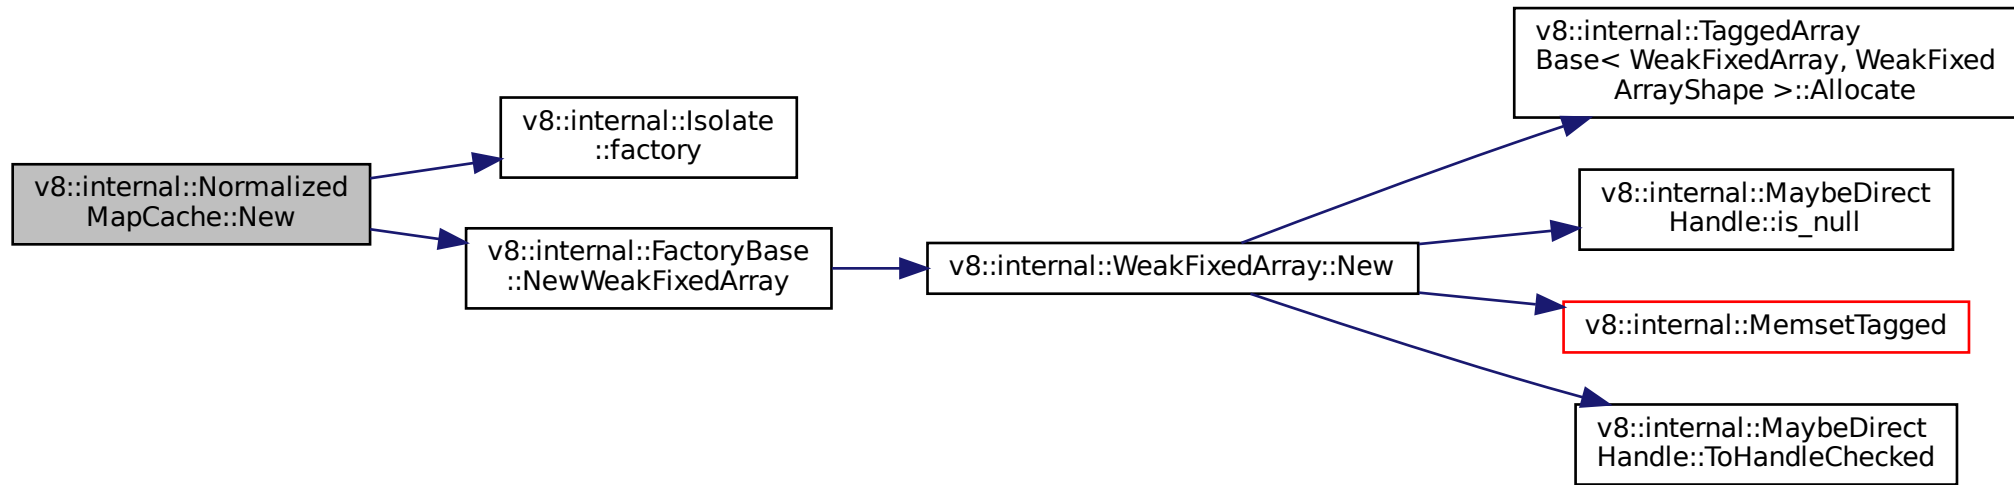 v8::internal::Normalized
MapCache::New
v8::internal::Isolate
::factory
v8::internal::FactoryBase
::NewWeakFixedArray
v8::internal::WeakFixedArray::New
v8::internal::TaggedArray
Base< WeakFixedArray, WeakFixed
ArrayShape >::Allocate
v8::internal::MaybeDirect
Handle::is_null
v8::internal::MemsetTagged
v8::internal::MaybeDirect
Handle::ToHandleChecked